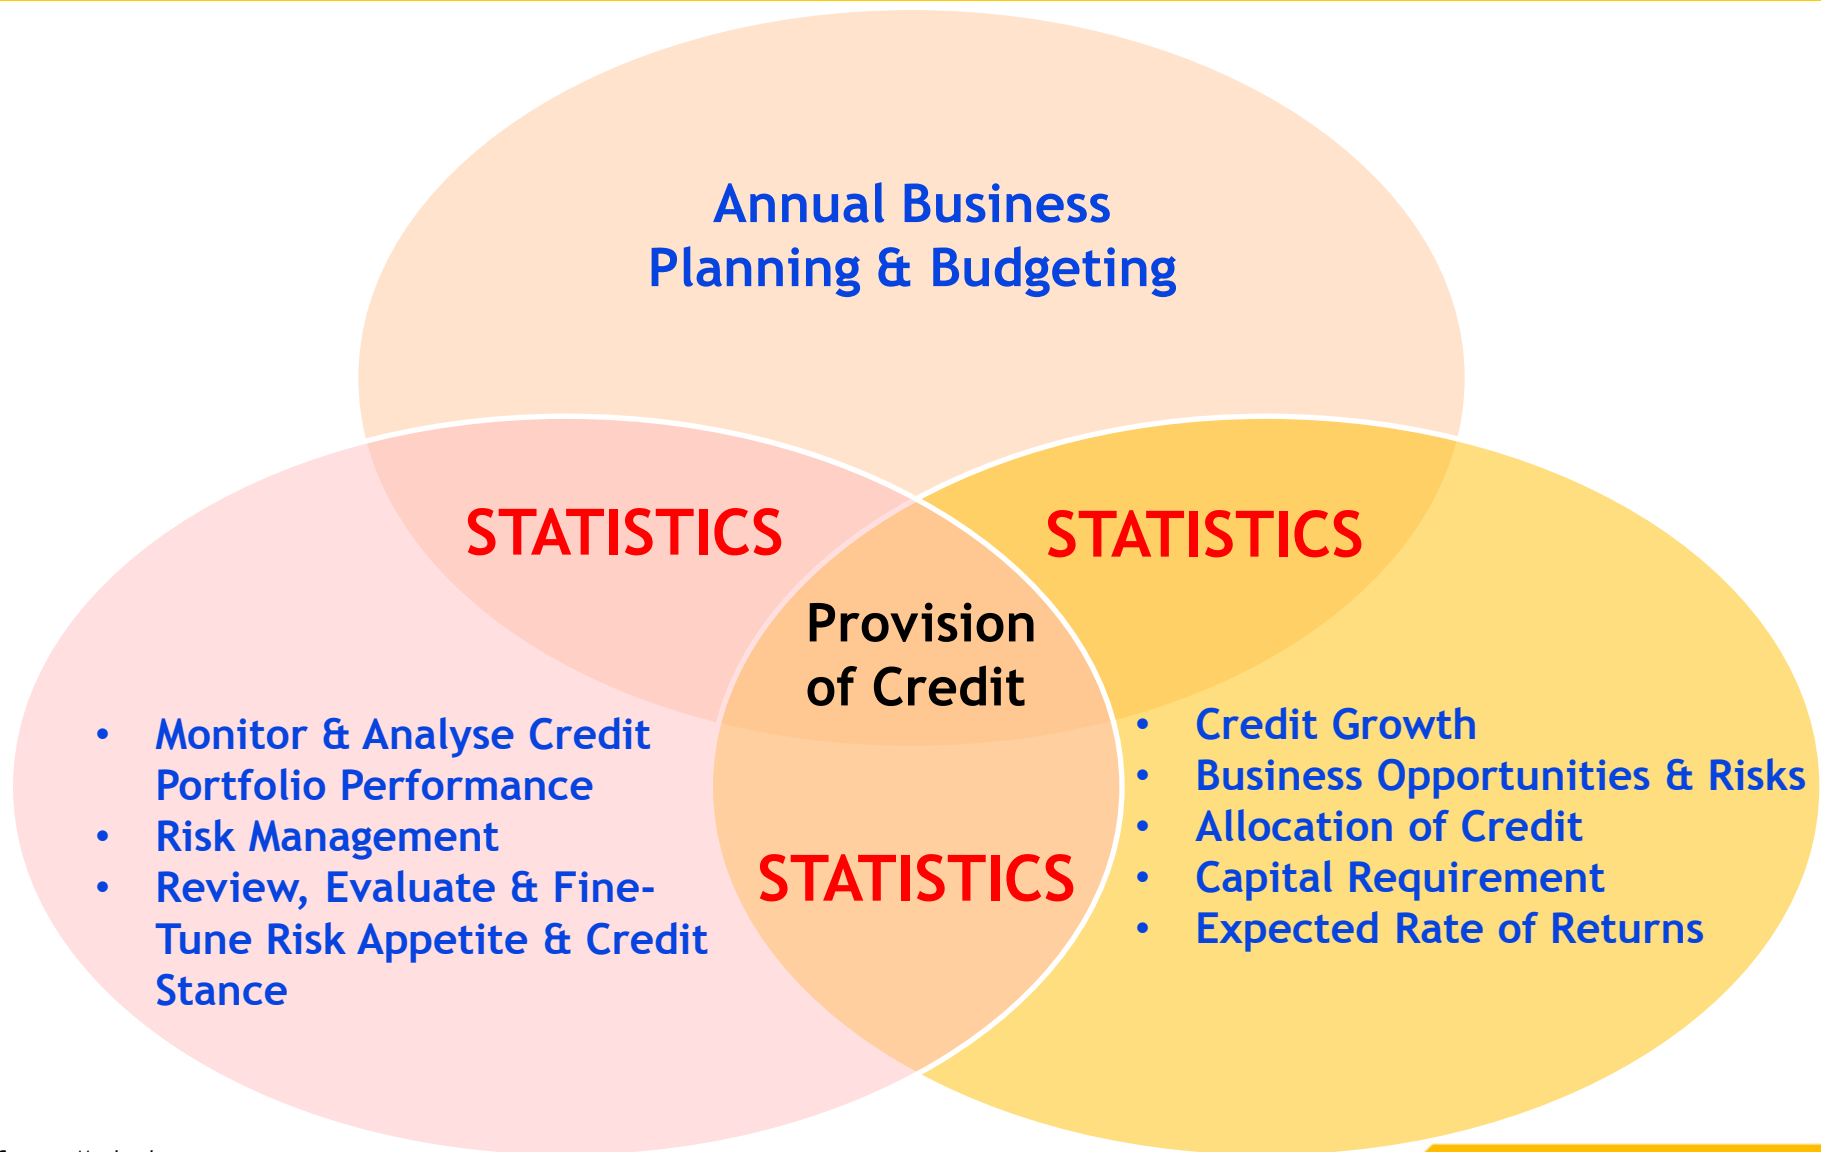 Annual Business
Planning & Budgeting
STATISTICS
STATISTICS
Provision
of Credit
• Monitor & Analyse Credit
Portfolio Performance
• Risk Management
• Review, Evaluate & Fine-
Tune Risk Appetite & Credit
Stance
STATISTICS
• Credit Growth
• Business Opportunities & Risks
• Allocation of Credit
• Capital Requirement
• Expected Rate of Returns